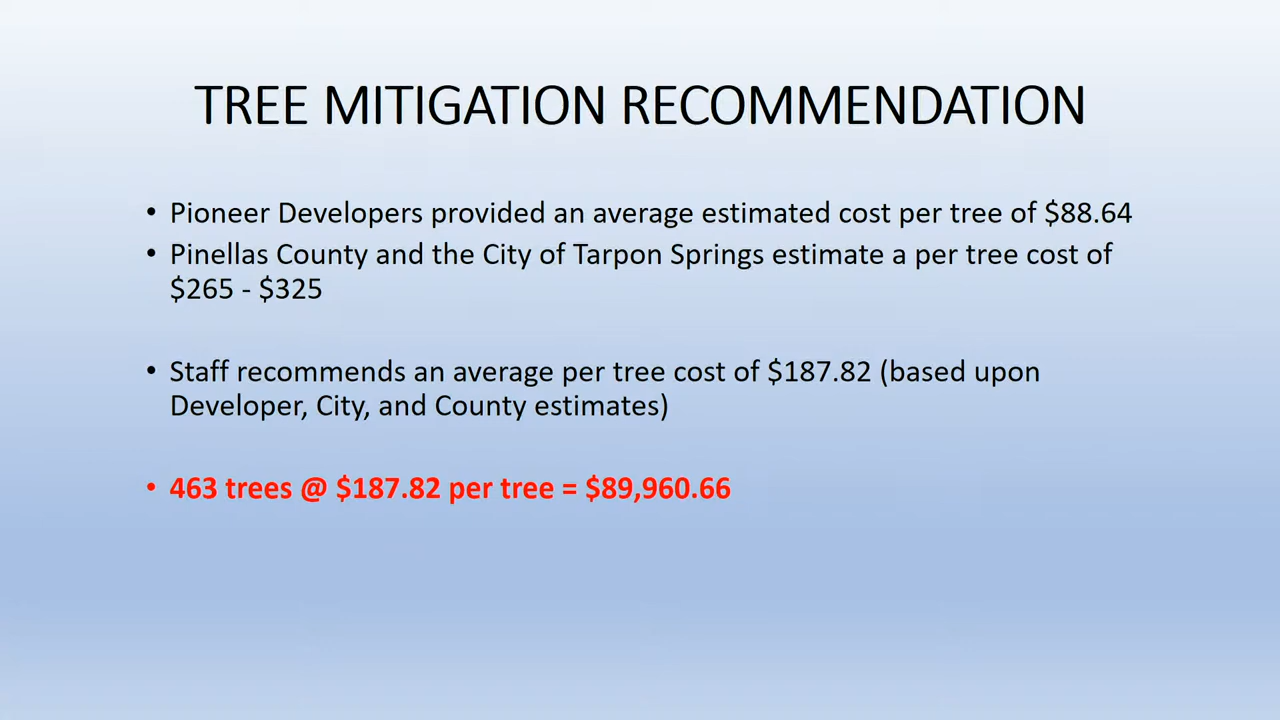 TREE MITIGATION RECOMMENDATION
• Pioneer Developers provided an average estimated cost per tree of $88.64
• Pinellas County and the City of Tarpon Springs estimate a per tree cost of
$265 - $325
• Staff recommends an average per tree cost of $187.82 (based upon
Developer, City, and County estimates)
• 463 trees @ $187.82 per tree = $89,960.66